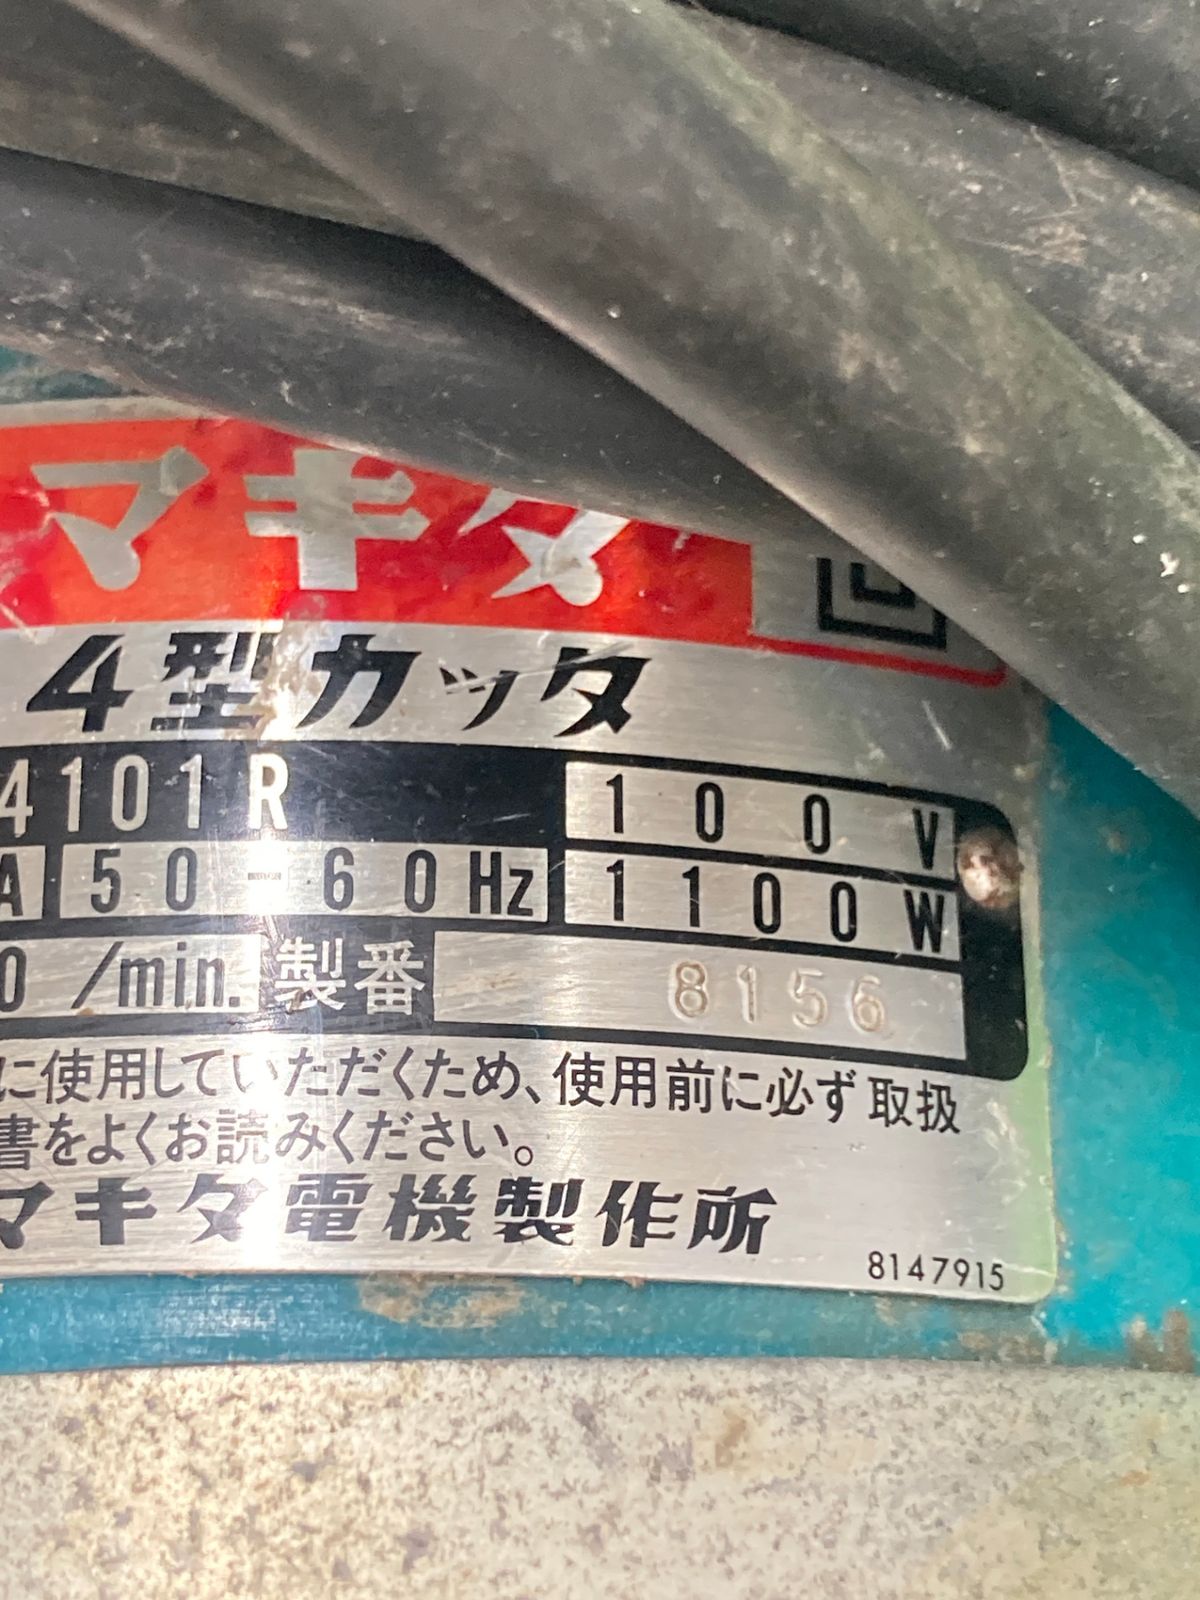 マキタ
4型カッタ
4101R 100V
A 50-60Hz 1100W
0 /min. 製番 8156
に使用していただくため、使用前に必ず取扱
書をよくお読みください。
マキタ電機製作所
8147915